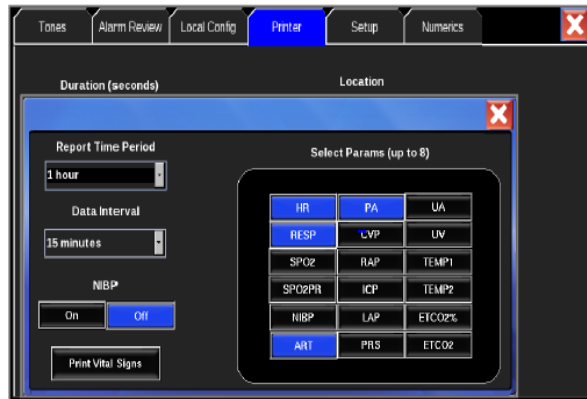 Tones Alarm Review Local Config Printer Setup Numerics
Duration (seconds) Location
Report Time Period
1 hour
Data Interval
15 minutes
NIBP
On Off
Print Vital Signs
Select Params (up to 8)
HR PA UA
RESP CVP UV
SPO2 RAP TEMP1
SPO2PR ICP TEMP2
NIBP LAP ETCO2%
ART PRS ETCO2